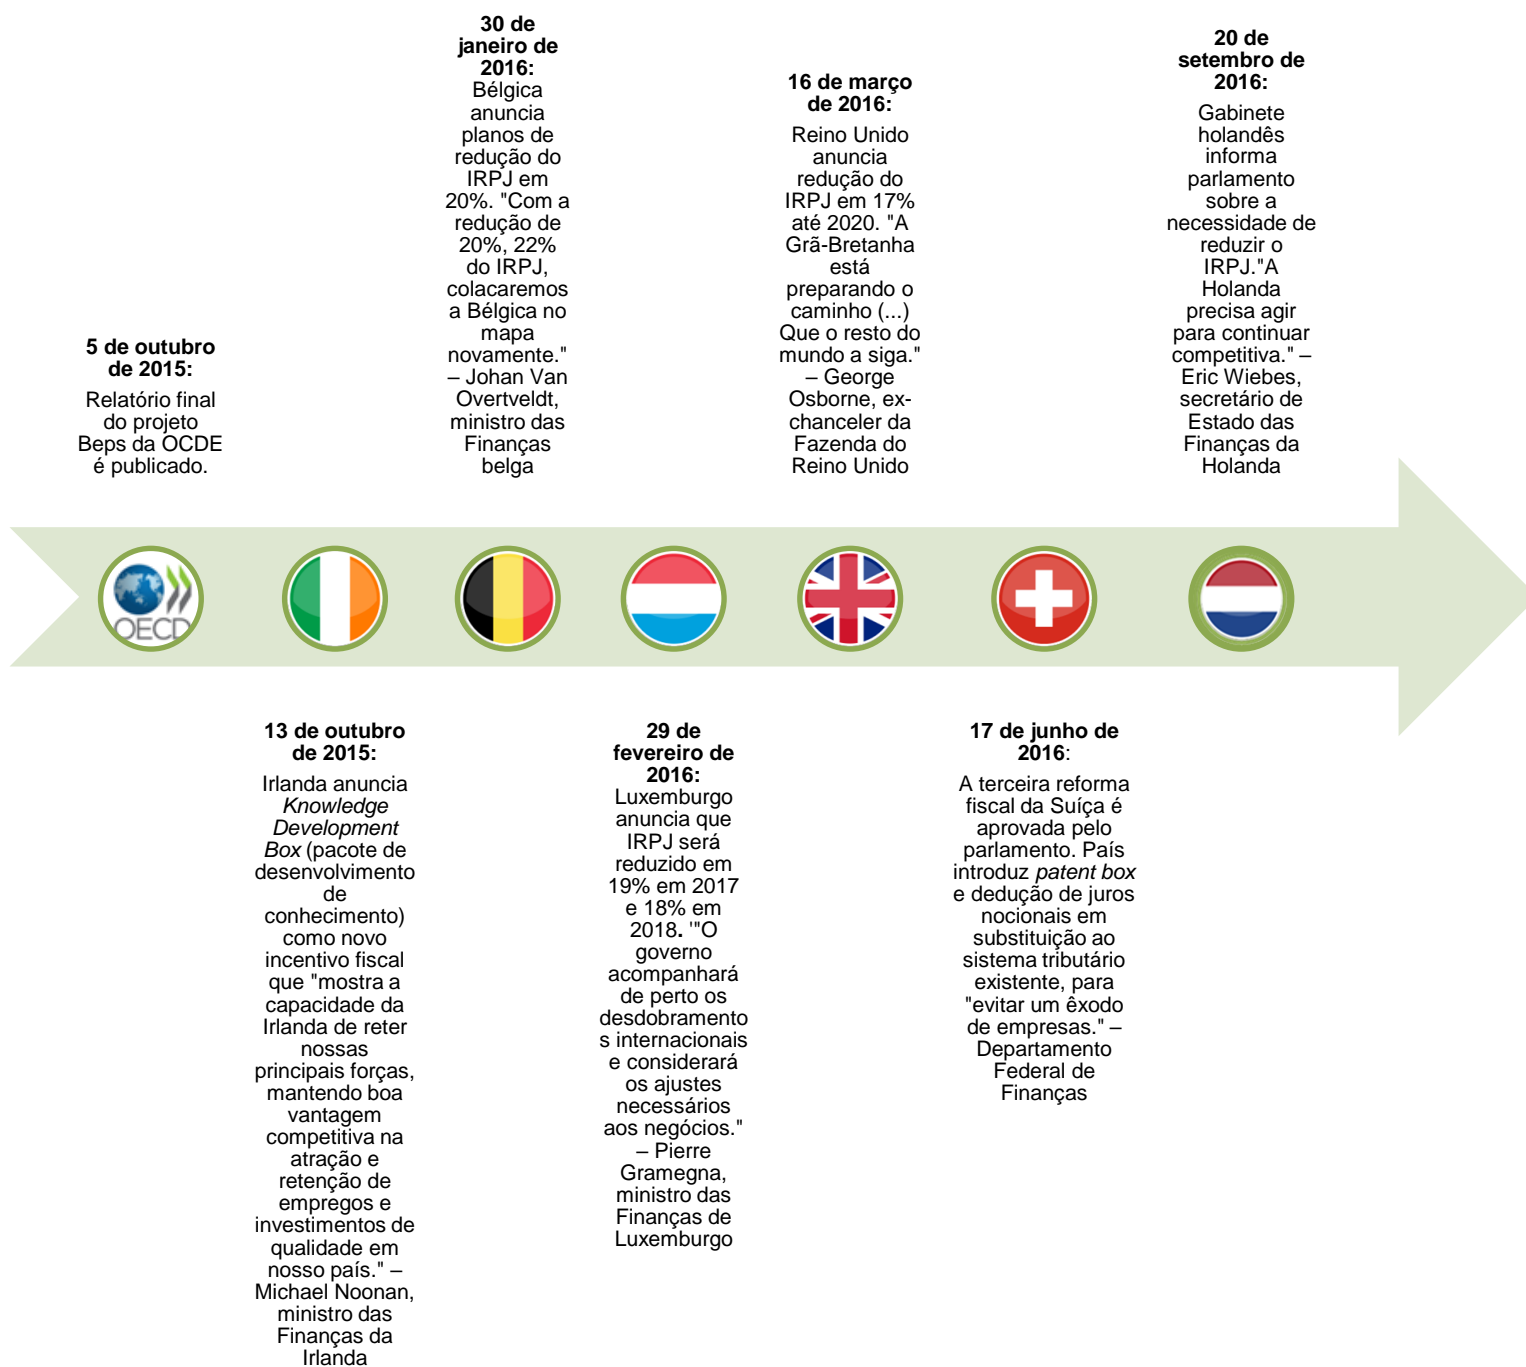 5 de outubro
de 2015:
Relatório final
do projeto
Beps da OCDE
é publicado.
30 de
janeiro de
2016:
Bélgica
anuncia
planos de
redução do
IRPJ em
20%. "Com a
redução de
20%, 22%
do IRPJ,
colacaremos
a Bélgica no
mapa
novamente."
– Johan Van
Overtveldt,
ministro das
Finanças
belga
16 de março
de 2016:
Reino Unido
anuncia
redução do
IRPJ em 17%
até 2020. "A
Grã-Bretanha
está
preparando o
caminho (...)
Que o resto do
mundo a siga."
– George
Osborne, ex-
chanceler da
Fazenda do
Reino Unido
20 de
setembro de
2016:
Gabinete
holandês
informa
parlamento
sobre a
necessidade de
reduzir o
IRPJ."A
Holanda
precisa agir
para continuar
competitiva." –
Eric Wiebes,
secretário de
Estado das
Finanças da
Holanda
OECD
13 de outubro
de 2015:
Irlanda anuncia
Knowledge
Development
Box (pacote de
desenvolvimento
de
conhecimento)
como novo
incentivo fiscal
que "mostra a
capacidade da
Irlanda de reter
nossas
principais forças,
mantendo boa
vantagem
competitiva na
atração e
retenção de
empregos e
investimentos de
qualidade em
nosso país." –
Michael Noonan,
ministro das
Finanças da
Irlanda
29 de
fevereiro de
2016:
Luxemburgo
anuncia que
IRPJ será
reduzido em
19% em 2017
e 18% em
2018. '"O
governo
acompanhará
de perto os
desdobramento
s internacionais
e considerará
os ajustes
necessários
aos negócios."
– Pierre
Gramegna,
ministro das
Finanças de
Luxemburgo
17 de junho de
2016:
A terceira reforma
fiscal da Suíça é
aprovada pelo
parlamento. País
introduz patent box
e dedução de juros
nocionais em
substituição ao
sistema tributário
existente, para
"evitar um êxodo
de empresas." –
Departamento
Federal de
Finanças